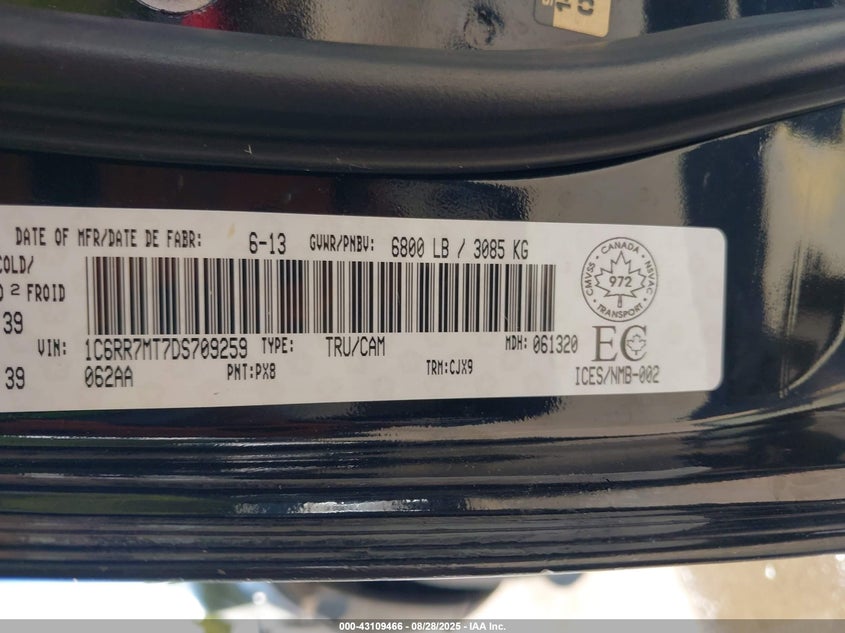 DATE OF MFR/DATE DE FABR: 6-13 GVWR/PNBV: 6800 LB / 3085 KG
COLD/
2 FROID
39
VIN: 1C6RR7MT7DS709259 TYPE: TRU/CAM MDH: 061320
39
062AA PNT:PX8 TRM:CJX9
CANADA
CMVSS NSVAC
972
TRANSPORT
EC
ICES/NMB-002
000-43109466 - 08/28/2025 - IAA Inc.